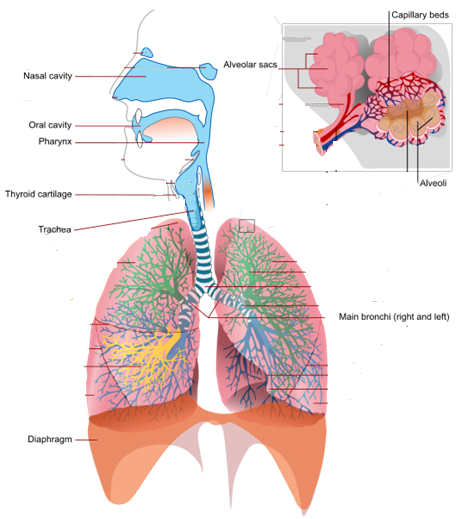 Capillary beds
Alveolar sacs
Nasal cavity
Oral cavity
Pharynx
Alveoli
Thyroid cartilage
Trachea
Main bronchi (right and left)
Diaphragm